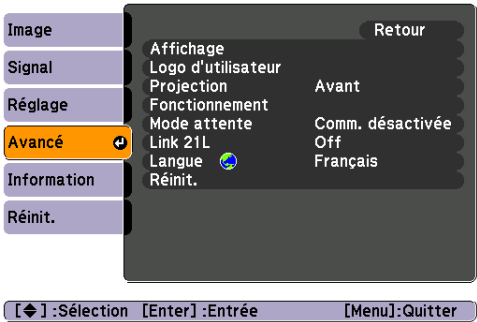 Image
Signal
Réglage
Avancé
Information
Réinit.
Retour
Affichage
Logo d'utilisateur
Projection Avant
Fonctionnement
Mode attente Comm. désactivée
Link 21L Off
Langue Français
Réinit.
[◆] :Sélection [Enter] :Entrée [Menu]:Quitter